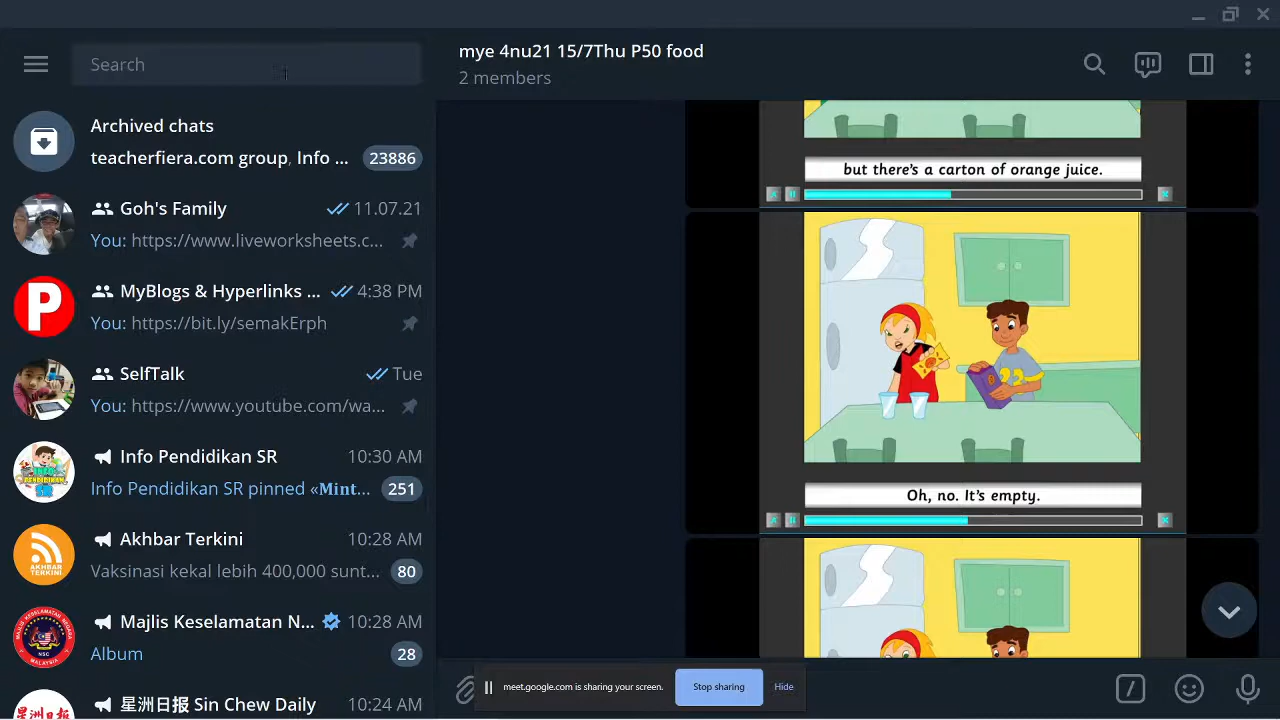 Search
mye 4nu21 15/7Thu P50 food
2 members
Archived chats
teacherfiera.com group, Info ...
23886
Goh's Family
11.07.21
You: https://www.liveworksheets.c...
MyBlogs & Hyperlinks ...
4:38 PM
You: https://bit.ly/semakErph
SelfTalk
Tue
You: https://www.youtube.com/wa...
Info Pendidikan SR
10:30 AM
Info Pendidikan SR pinned «Mint...
251
Akhbar Terkini
10:28 AM
Vaksinasi kekal lebih 400,000 sunt...
80
Majlis Keselamatan N...
10:28 AM
Album
28
星洲日报 Sin Chew Daily
10:24 AM
but there's a carton of orange juice.
22
Oh, no. It's empty.
meet.google.com is sharing your screen.
Stop sharing
Hide